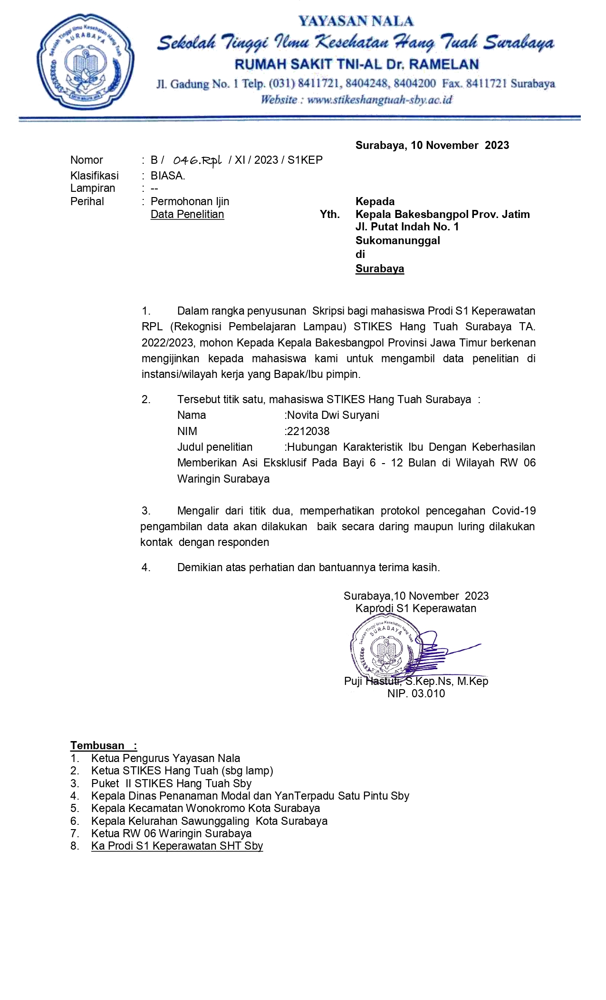 Sekolah Tinggi Ilmu Kesehatan Hang Tuah
SURABAYA
YAYASAN NALA
Sekolah Tinggi Ilmu Kesehatan Hang Tuah Surabaya
RUMAH SAKIT TNI-AL Dr. RAMELAN
Jl. Gadung No. 1 Telp. (031) 8411721, 8404248, 8404200 Fax. 8411721 Surabaya
Website : www.stikeshangtuah-sby.ac.id
Surabaya, 10 November 2023
Nomor : B / 046.Rpl / XI / 2023 / S1KEP
Klasifikasi : BIASA.
Lampiran : --
Perihal : Permohonan Ijin
Data Penelitian
Kepada
Yth. Kepala Bakesbangpol Prov. Jatim
Jl. Putat Indah No. 1
Sukomanunggal
di
Surabaya
1. Dalam rangka penyusunan Skripsi bagi mahasiswa Prodi S1 Keperawatan
RPL (Rekognisi Pembelajaran Lampau) STIKES Hang Tuah Surabaya TA.
2022/2023, mohon Kepada Kepala Bakesbangpol Provinsi Jawa Timur berkenan
mengijinkan kepada mahasiswa kami untuk mengambil data penelitian di
instansi/wilayah kerja yang Bapak/Ibu pimpin.
2. Tersebut titik satu, mahasiswa STIKES Hang Tuah Surabaya :
Nama :Novita Dwi Suryani
NIM :2212038
Judul penelitian :Hubungan Karakteristik Ibu Dengan Keberhasilan
Memberikan Asi Eksklusif Pada Bayi 6 - 12 Bulan di Wilayah RW 06
Waringin Surabaya
3. Mengalir dari titik dua, memperhatikan protokol pencegahan Covid-19
pengambilan data akan dilakukan baik secara daring maupun luring dilakukan
kontak dengan responden
4. Demikian atas perhatian dan bantuannya terima kasih.
Surabaya,10 November 2023
Kaprodi S1 Keperawatan
Sekolah Tinggi Ilmu Kesehatan Hang Tuah
SURABAYA
Puji Hastuti, S.Kep.Ns, M.Kep
NIP. 03.010
Tembusan :
1. Ketua Pengurus Yayasan Nala
2. Ketua STIKES Hang Tuah (sbg lamp)
3. Puket II STIKES Hang Tuah Sby
4. Kepala Dinas Penanaman Modal dan YanTerpadu Satu Pintu Sby
5. Kepala Kecamatan Wonokromo Kota Surabaya
6. Kepala Kelurahan Sawunggaling Kota Surabaya
7. Ketua RW 06 Waringin Surabaya
8. Ka Prodi S1 Keperawatan SHT Sby